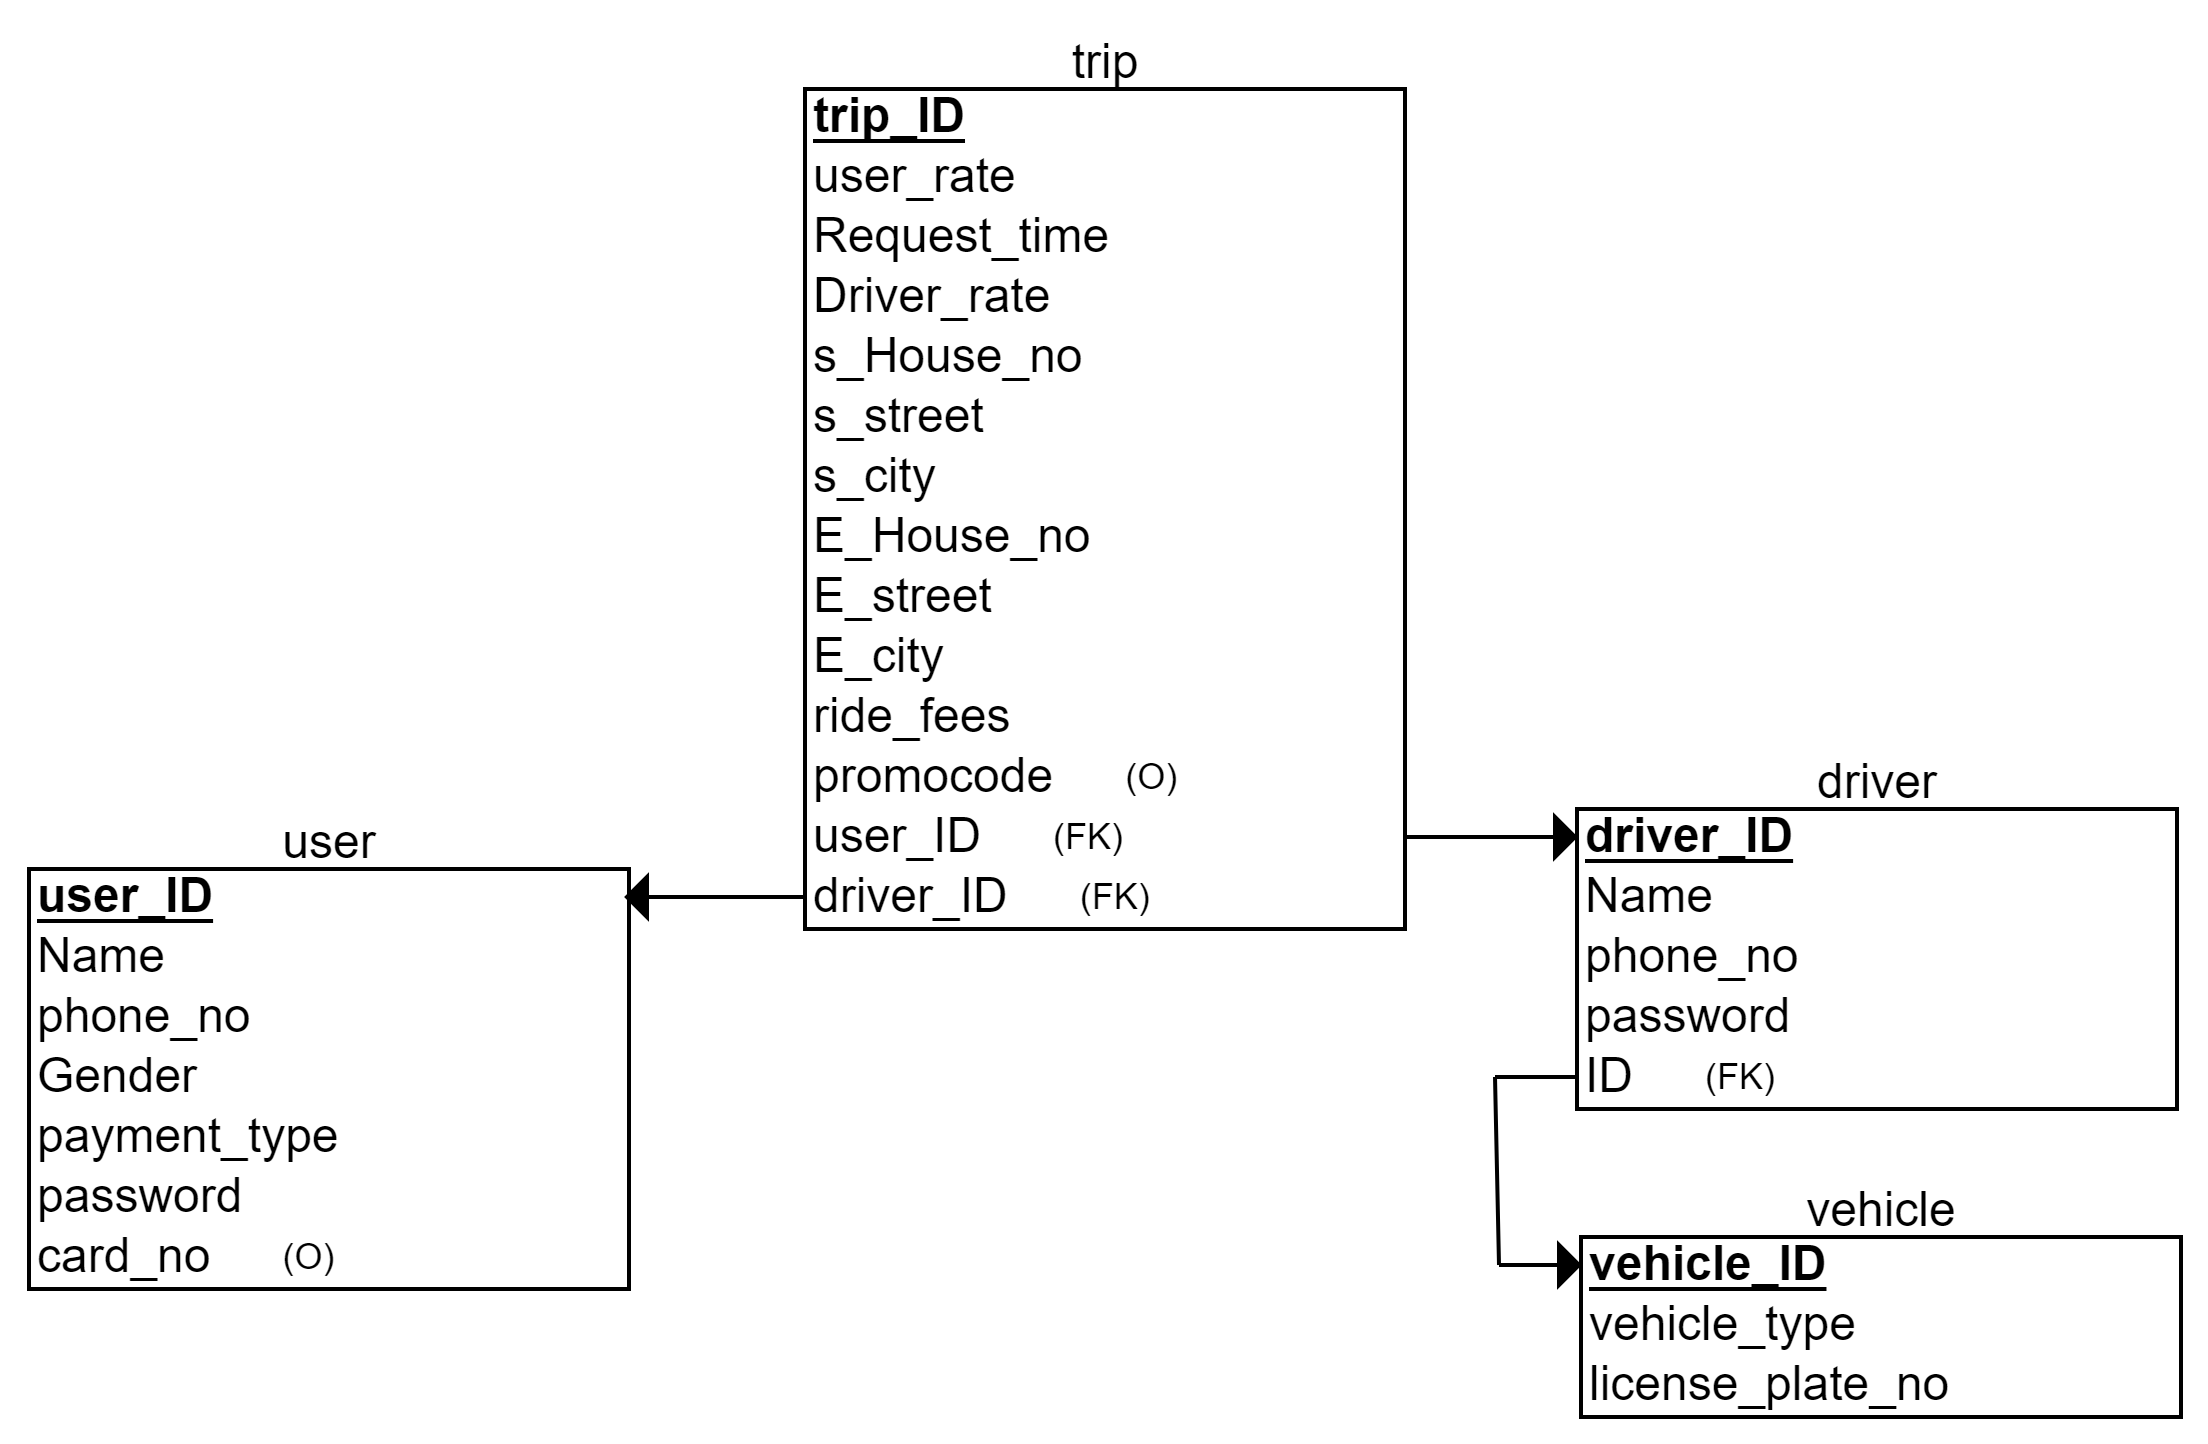 trip
trip_ID
user_rate
Request_time
Driver_rate
s_House_no
s_street
s_city
E_House_no
E_street
E_city
ride_fees
promocode (O)
user_ID (FK)
driver_ID (FK)
user
user_ID
Name
phone_no
Gender
payment_type
password
card_no (O)
driver
driver_ID
Name
phone_no
password
ID (FK)
vehicle
vehicle_ID
vehicle_type
license_plate_no